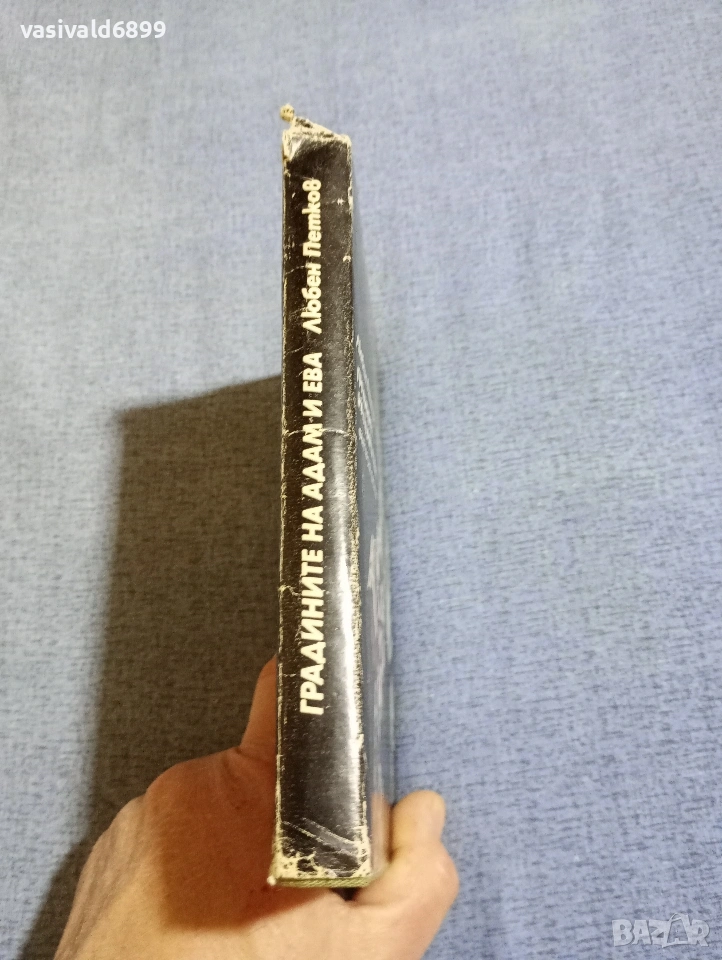 vasivald6899
ГРАДИНИТЕ НА АДАМ И ЕВА Любен Петков
BAZAR